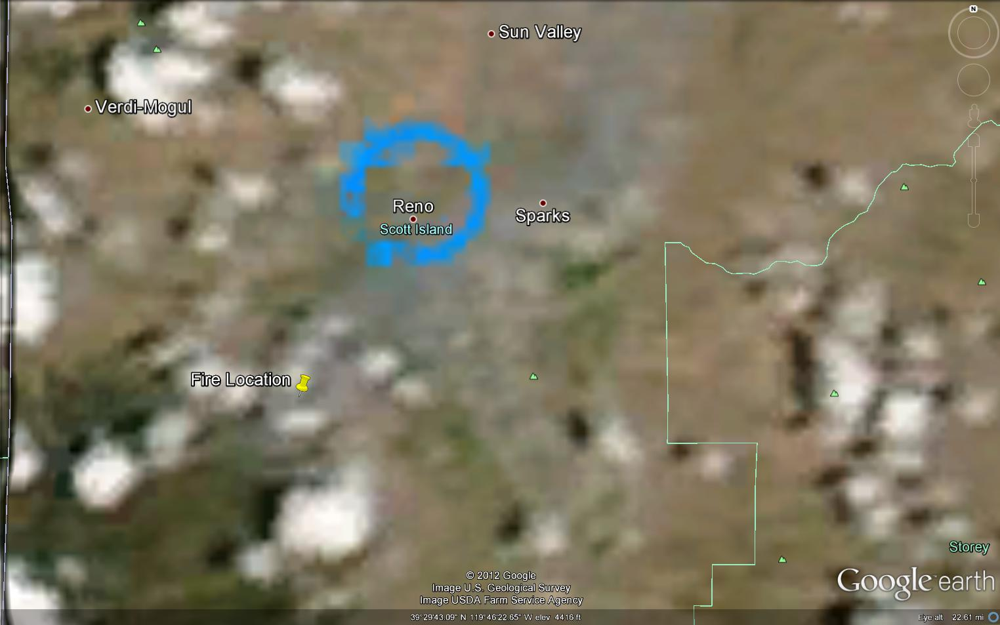 N
Sun Valley
Verdi-Mogul
Reno
Scott Island
Sparks
Fire Location
Storey
© 2012 Google
Image U.S. Geological Survey
Image USDA Farm Service Agency
Google™ earth
39°29'43.09" N 119°46'22.65" W elev 4416 ft
Eye alt 22.61 mi